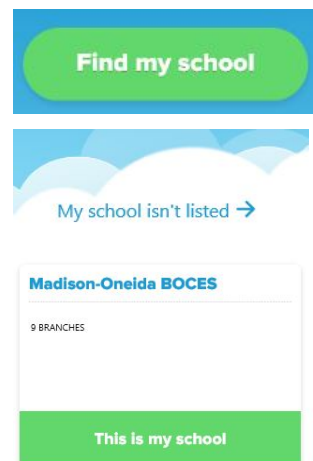 Find my school
My school isn't listed →
Madison-Oneida BOCES
9 BRANCHES
This is my school